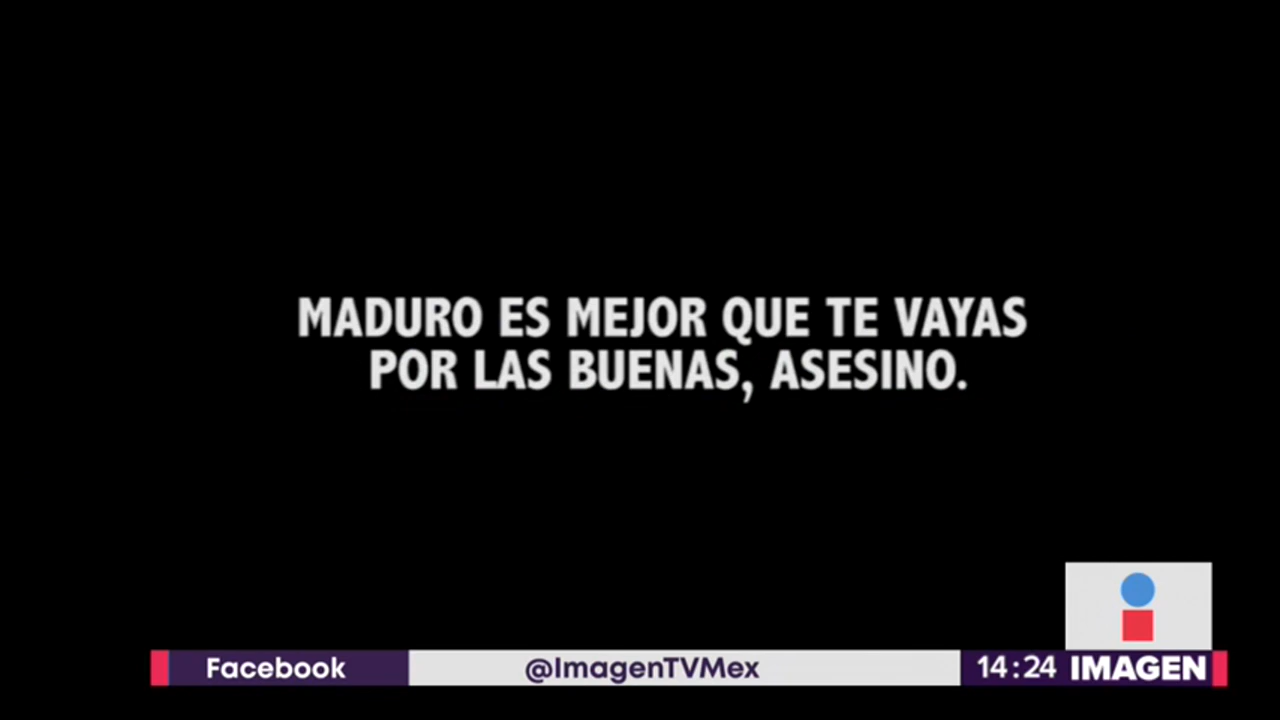 MADURO ES MEJOR QUE TE VAYAS
POR LAS BUENAS, ASESINO.
Facebook @ImagenTVMex 14:24 IMAGEN